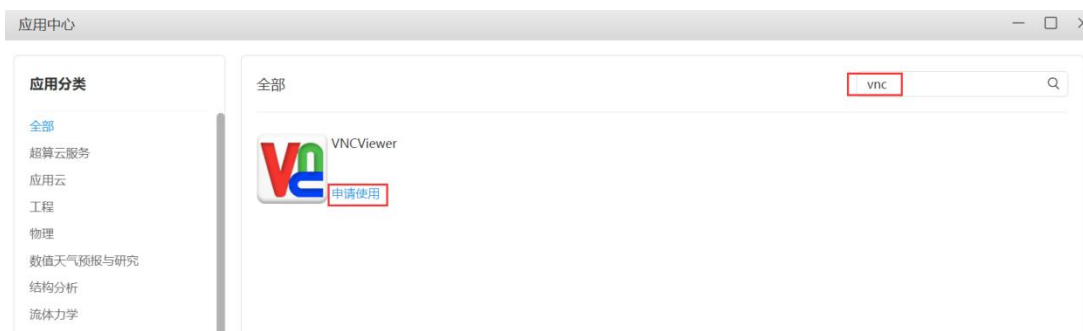 应用中心
应用分类
全部
超算云服务
应用云
工程
物理
数值天气预报与研究
结构分析
流体力学
全部
vnc
VNCViewer
申请使用